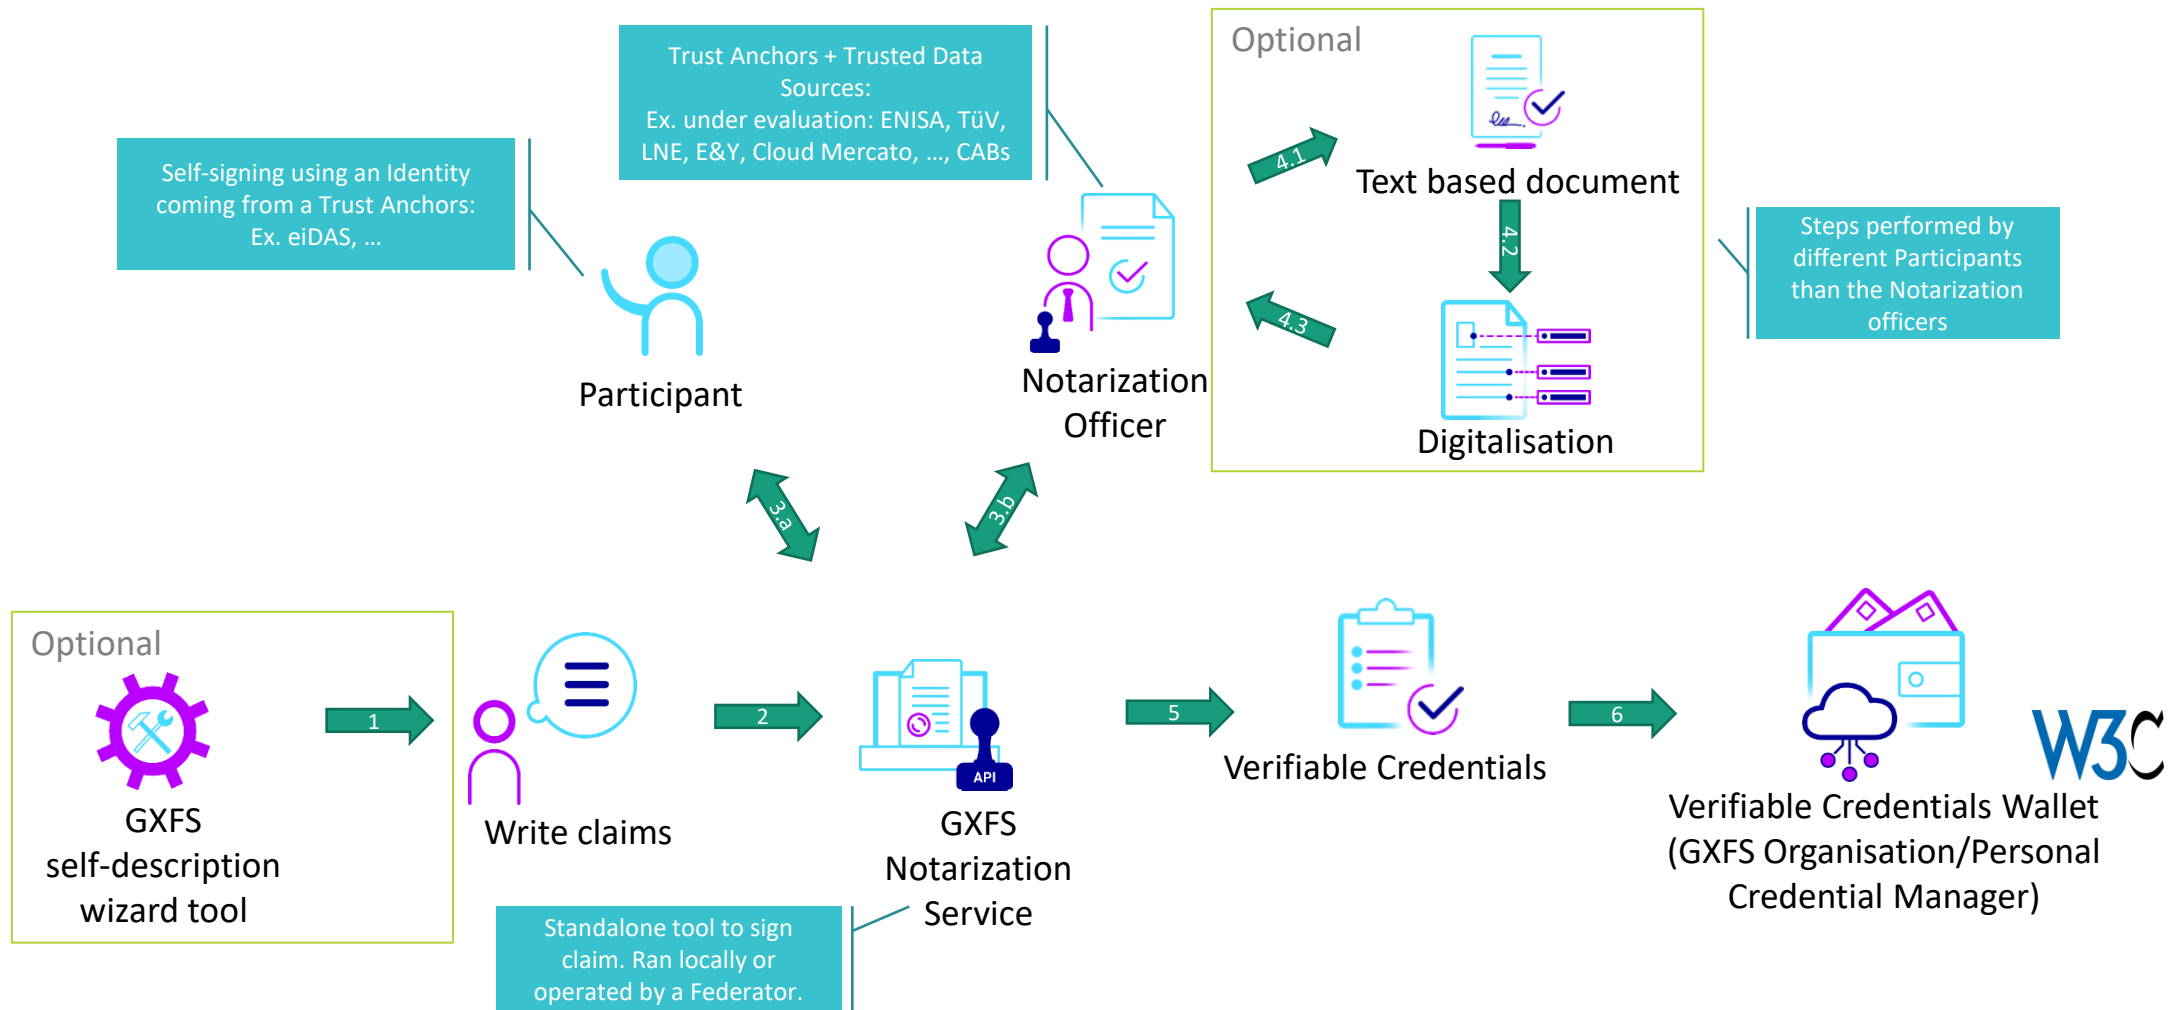 Trust Anchors + Trusted Data
Sources:
Ex. under evaluation: ENISA, TüV,
LNE, E&Y, Cloud Mercato, …, CABs
Self-signing using an Identity
coming from a Trust Anchors:
Ex. eiDAS, …
Participant
Notarization
Officer
Optional
4.1
Text based document
4.2
4.3
Digitalisation
Steps performed by
different Participants
than the Notarization
officers
3.a
3.b
Optional
GXFS
self-description
wizard tool
1
Write claims
2
API
GXFS
Notarization
Service
Standalone tool to sign
claim. Ran locally or
operated by a Federator.
5
Verifiable Credentials
6
W3C
Verifiable Credentials Wallet
(GXFS Organisation/Personal
Credential Manager)